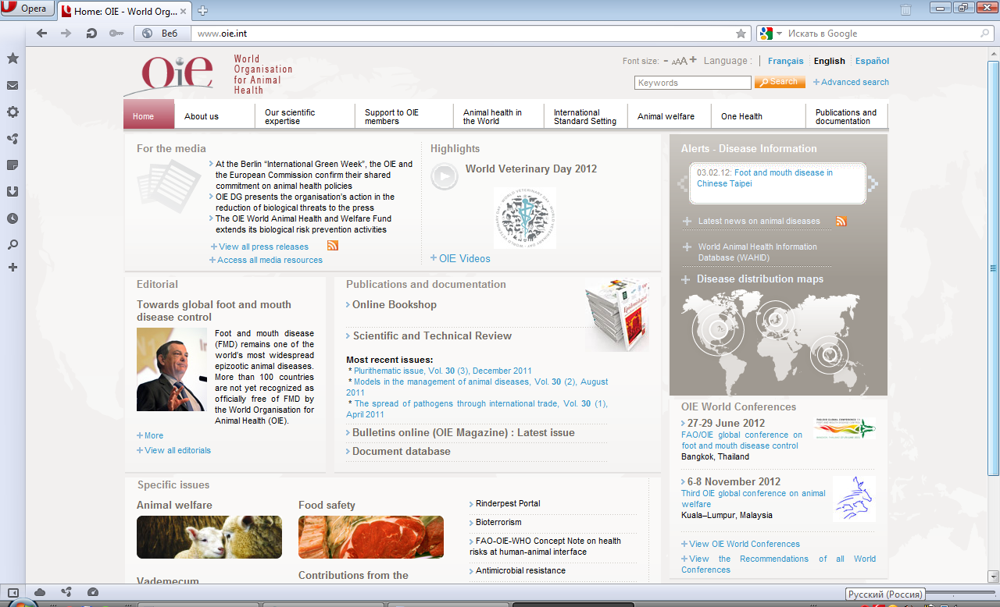 Opera
Home: OIE - World Org...
Веб
www.oie.int
Искать в Google
OiE
World
Organisation
for Animal
Health
Font size: - AAA +
Language : | Français English Español
Keywords
Search
Advanced search
Home
About us
Our scientific
expertise
Support to OIE
members
Animal health in
the World
International
Standard Setting
Animal welfare
One Health
Publications and
documentation
For the media
At the Berlin “International Green Week”, the OIE and
the European Commission confirm their shared
commitment on animal health policies
OIE DG presents the organisation’s action in the
reduction of biological threats to the press
The OIE World Animal Health and Welfare Fund
extends its biological risk prevention activities
View all press releases
Access all media resources
Highlights
World Veterinary Day 2012
OIE Videos
Alerts - Disease Information
03.02.12: Foot and mouth disease in
Chinese Taipei
Latest news on animal diseases
World Animal Health Information
Database (WAHID)
Disease distribution maps
Editorial
Towards global foot and mouth
disease control
Foot and mouth disease
(FMD) remains one of the
world's most widespread
epizootic animal diseases.
More than 100 countries
are not yet recognized as
officially free of FMD by
the World Organisation for
Animal Health (OIE).
More
View all editorials
Publications and documentation
Online Bookshop
Scientific and Technical Review
Most recent issues:
* Plurithematic issue, Vol. 30 (3), December 2011
* Models in the management of animal diseases, Vol. 30 (2), August
2011
* The spread of pathogens through international trade, Vol. 30 (1),
April 2011
Bulletins online (OIE Magazine) : Latest issue
Document database
OIE World Conferences
27-29 June 2012
FAO/OIE global conference on
foot and mouth disease control
Bangkok, Thailand
6-8 November 2012
Third OIE global conference on animal
welfare
Kuala–Lumpur, Malaysia
View OIE World Conferences
View the Recommendations of all World
Conferences
Specific issues
Animal welfare
Food safety
Rinderpest Portal
Bioterrorism
FAO-OIE-WHO Concept Note on health
risks at human-animal interface
Antimicrobial resistance
Vademecum
Contributions from the
Русский (Россия)